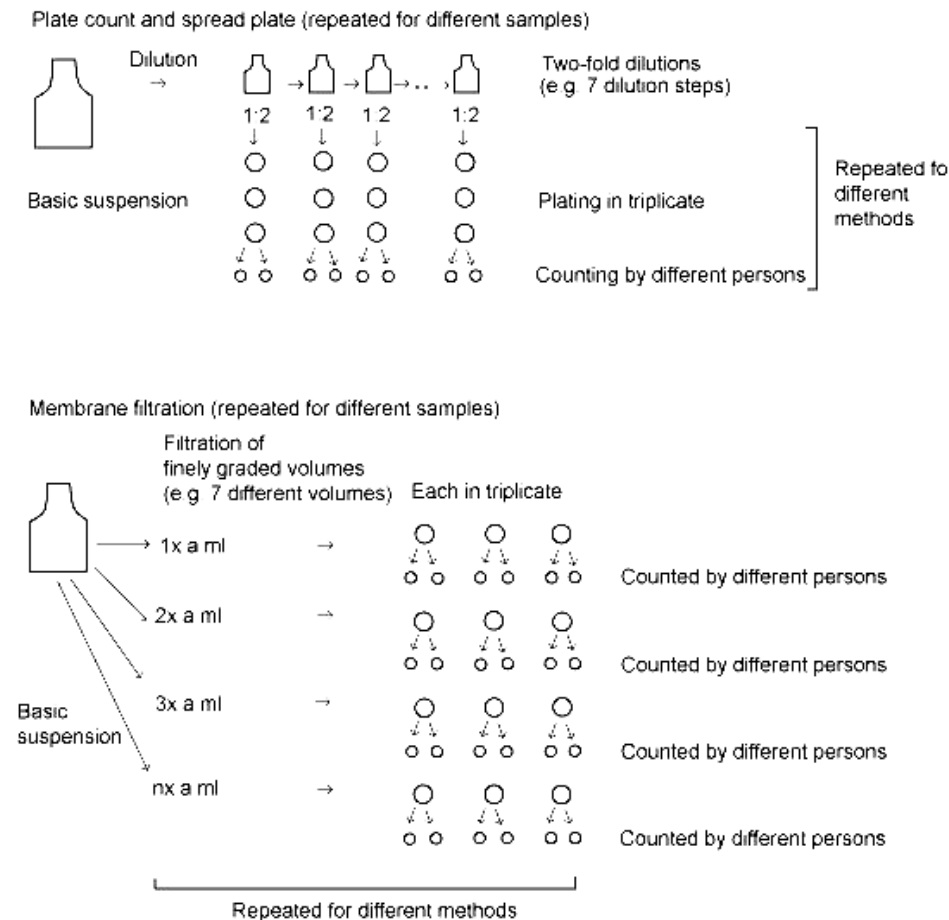 Plate count and spread plate (repeated for different samples)
Dilution
→ → → →.. →
Two-fold dilutions
(e.g. 7 dilution steps)
1:2 1:2 1:2 1:2
Basic suspension
Plating in triplicate
Repeated fo
different
methods
Counting by different persons
Membrane filtration (repeated for different samples)
Filtration of
finely graded volumes
(e.g. 7 different volumes)
Each in triplicate
1x a ml →
Counted by different persons
2x a ml →
Counted by different persons
3x a ml →
Basic
suspension
Counted by different persons
nx a ml →
Counted by different persons
Repeated for different methods